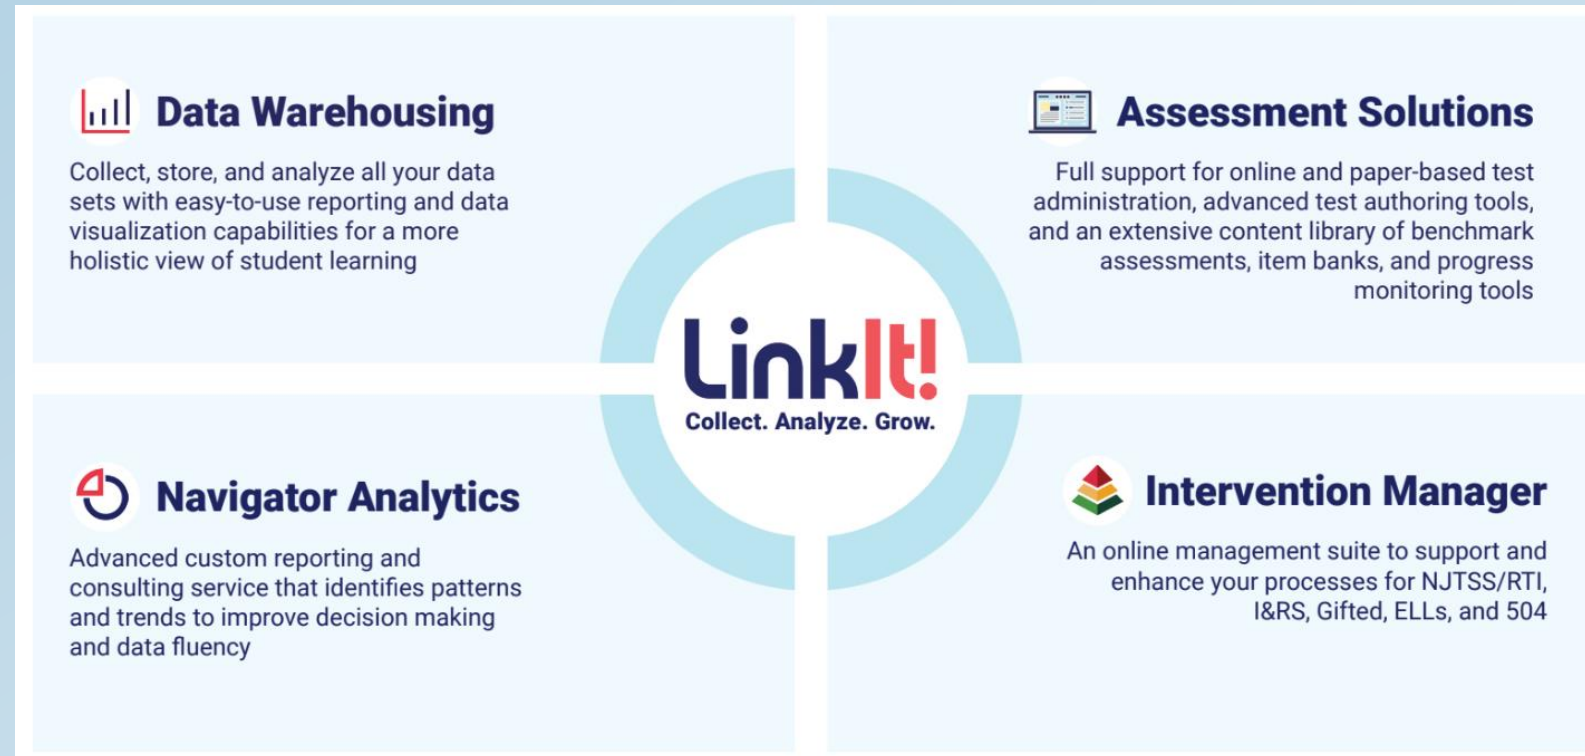 Data Warehousing
Collect, store, and analyze all your data
sets with easy-to-use reporting and data
visualization capabilities for a more
holistic view of student learning
Assessment Solutions
Full support for online and paper-based test
administration, advanced test authoring tools,
and an extensive content library of benchmark
assessments, item banks, and progress
monitoring tools
LinkIt!
Collect. Analyze. Grow.
Navigator Analytics
Advanced custom reporting and
consulting service that identifies patterns
and trends to improve decision making
and data fluency
Intervention Manager
An online management suite to support and
enhance your processes for NJTSS/RTI,
I&RS, Gifted, ELLs, and 504